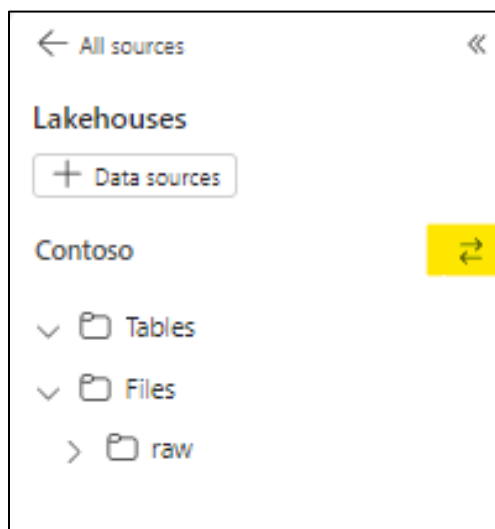 All sources
Lakehouses
Data sources
Contoso
Tables
Files
raw